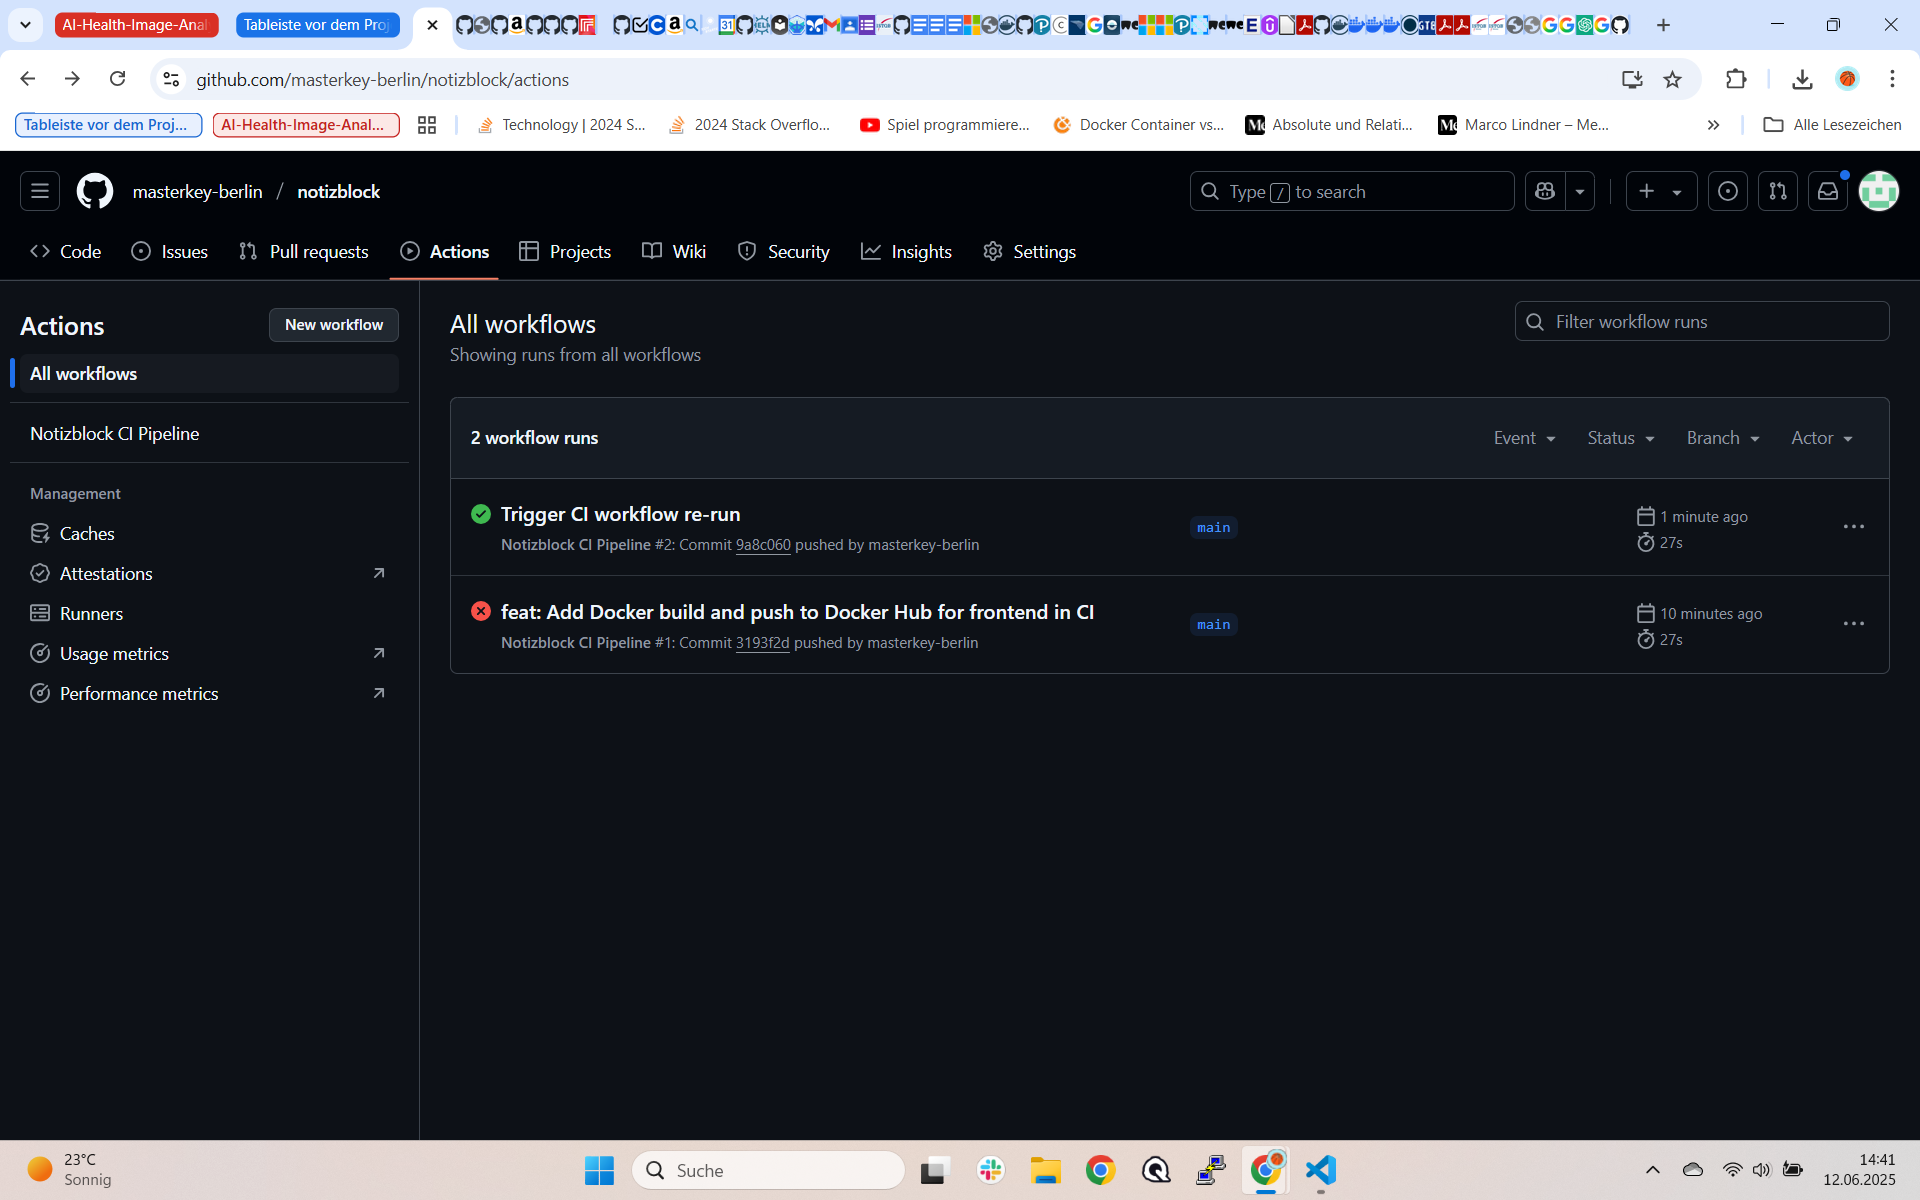 AI-Health-Image-Anal
Tableiste vor dem Proj
github.com/masterkey-berlin/notizblock/actions
Tableiste vor dem Proj...
AI-Health-Image-Anal...
Technology | 2024 S...
2024 Stack Overflo...
Spiel programmiere...
Docker Container vs...
Absolute und Relati...
Marco Lindner – Me...
Alle Lesezeichen
masterkey-berlin / notizblock
Type / to search
Code
Issues
Pull requests
Actions
Projects
Wiki
Security
Insights
Settings
Actions
New workflow
All workflows
Notizblock CI Pipeline
Management
Caches
Attestations
Runners
Usage metrics
Performance metrics
All workflows
Showing runs from all workflows
Filter workflow runs
2 workflow runs
Event
Status
Branch
Actor
Trigger CI workflow re-run
Notizblock CI Pipeline #2: Commit 9a8c060 pushed by masterkey-berlin
main
1 minute ago
27s
feat: Add Docker build and push to Docker Hub for frontend in CI
Notizblock CI Pipeline #1: Commit 3193f2d pushed by masterkey-berlin
main
10 minutes ago
27s
23°C
Sonnig
Suche
14:41
12.06.2025